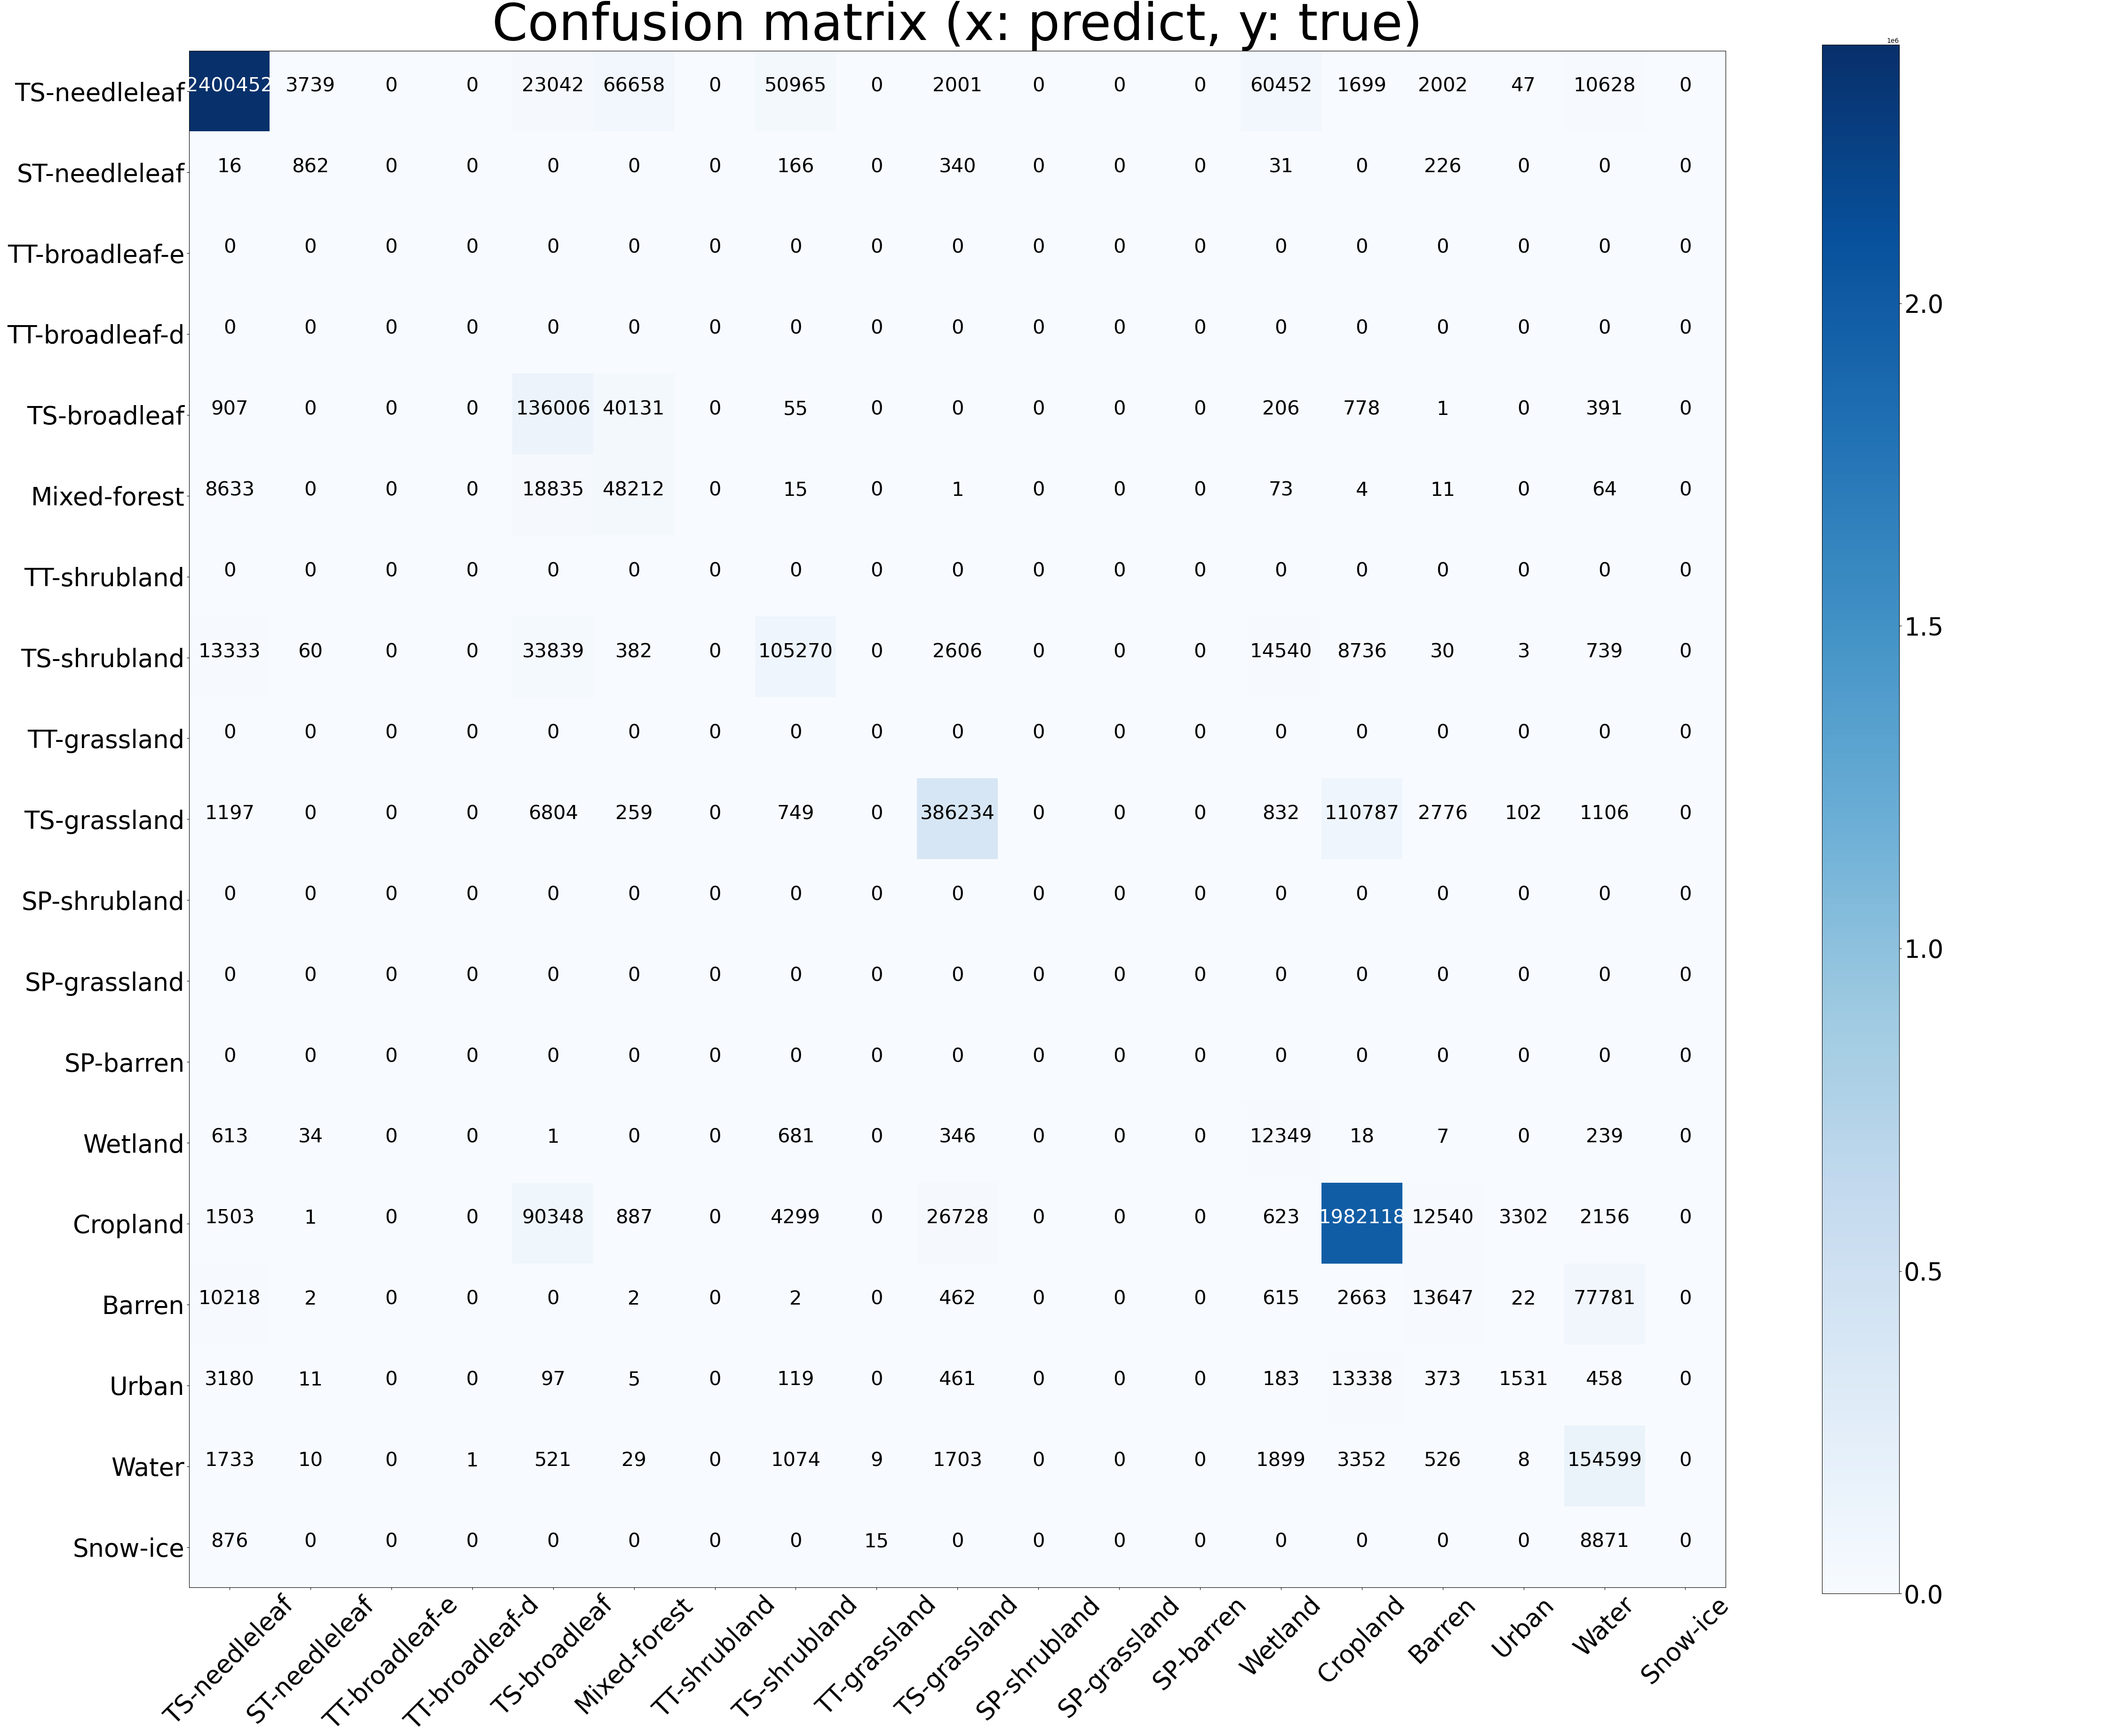 Confusion matrix (x: predict, y: true)
1e6
TS-needleleaf 2400452 3739 0 0 23042 66658 0 50965 0 2001 0 0 0 60452 1699 2002 47 10628 0
ST-needleleaf 16 862 0 0 0 0 0 166 0 340 0 0 0 31 0 226 0 0 0
TT-broadleaf-e 0 0 0 0 0 0 0 0 0 0 0 0 0 0 0 0 0 0 0
TT-broadleaf-d 0 0 0 0 0 0 0 0 0 0 0 0 0 0 0 0 0 0 0
TS-broadleaf 907 0 0 0 136006 40131 0 55 0 0 0 0 0 206 778 1 0 391 0
Mixed-forest 8633 0 0 0 18835 48212 0 15 0 1 0 0 0 73 4 11 0 64 0
TT-shrubland 0 0 0 0 0 0 0 0 0 0 0 0 0 0 0 0 0 0 0
TS-shrubland 13333 60 0 0 33839 382 0 105270 0 2606 0 0 0 14540 8736 30 3 739 0
TT-grassland 0 0 0 0 0 0 0 0 0 0 0 0 0 0 0 0 0 0 0
TS-grassland 1197 0 0 0 6804 259 0 749 0 386234 0 0 0 832 110787 2776 102 1106 0
SP-shrubland 0 0 0 0 0 0 0 0 0 0 0 0 0 0 0 0 0 0 0
SP-grassland 0 0 0 0 0 0 0 0 0 0 0 0 0 0 0 0 0 0 0
SP-barren 0 0 0 0 0 0 0 0 0 0 0 0 0 0 0 0 0 0 0
Wetland 613 34 0 0 1 0 0 681 0 346 0 0 0 12349 18 7 0 239 0
Cropland 1503 1 0 0 90348 887 0 4299 0 26728 0 0 0 623 1982118 12540 3302 2156 0
Barren 10218 2 0 0 0 2 0 2 0 462 0 0 0 615 2663 13647 22 77781 0
Urban 3180 11 0 0 97 5 0 119 0 461 0 0 0 183 13338 373 1531 458 0
Water 1733 10 0 1 521 29 0 1074 9 1703 0 0 0 1899 3352 526 8 154599 0
Snow-ice 876 0 0 0 0 0 0 0 15 0 0 0 0 0 0 0 0 8871 0
TS-needleleaf ST-needleleaf TT-broadleaf-e TT-broadleaf-d TS-broadleaf Mixed-forest TT-shrubland TS-shrubland TT-grassland TS-grassland SP-shrubland SP-grassland SP-barren Wetland Cropland Barren Urban Water Snow-ice
2.0
1.5
1.0
0.5
0.0